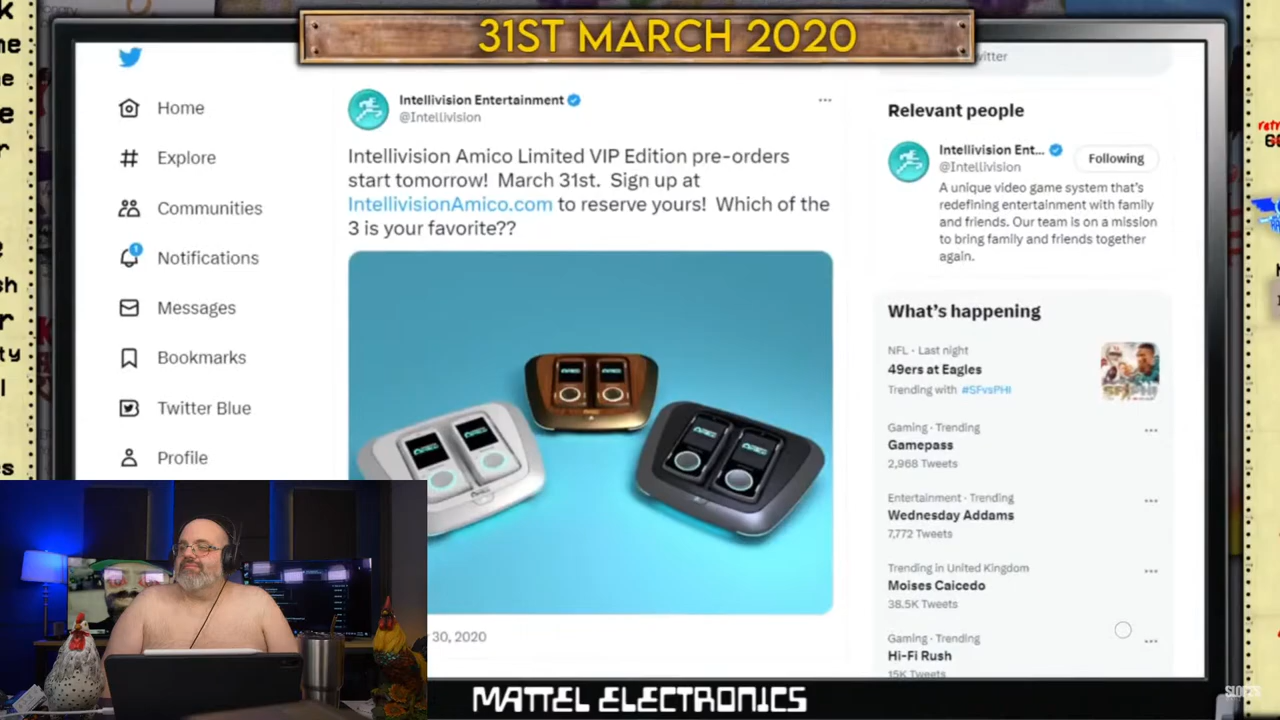 31ST MARCH 2020
Home
Explore
Communities
Notifications
1
Messages
Bookmarks
Twitter Blue
Profile
Intellivision Entertainment
@Intellivision
Intellivision Amico Limited VIP Edition pre-orders
start tomorrow! March 31st. Sign up at
IntellivisionAmico.com to reserve yours! Which of the
3 is your favorite??
30, 2020
Relevant people
Intellivision Ent...
@Intellivision
Following
A unique video game system that's
redefining entertainment with family
and friends. Our team is on a mission
to bring family and friends together
again.
What's happening
NFL · Last night
49ers at Eagles
Trending with #SFvsPHI
Gaming · Trending
Gamepass
2,968 Tweets
Entertainment · Trending
Wednesday Addams
7,772 Tweets
Trending in United Kingdom
Moises Caicedo
38.5K Tweets
Gaming · Trending
Hi-Fi Rush
15K Tweets
MATTEL ELECTRONICS